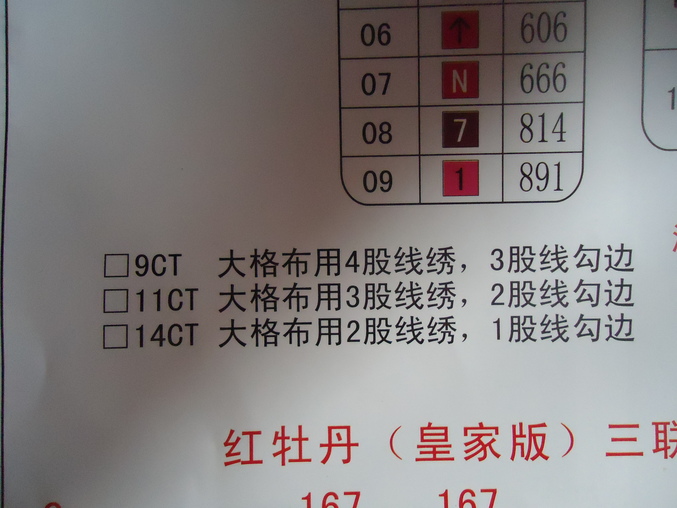 06 ↑ 606
07 N 666
08 7 814
09 1 891
□9CT 大格布用4股线绣，3股线勾边
□11CT 大格布用3股线绣，2股线勾边
□14CT 大格布用2股线绣，1股线勾边
红牡丹（皇家版）三联
167 167